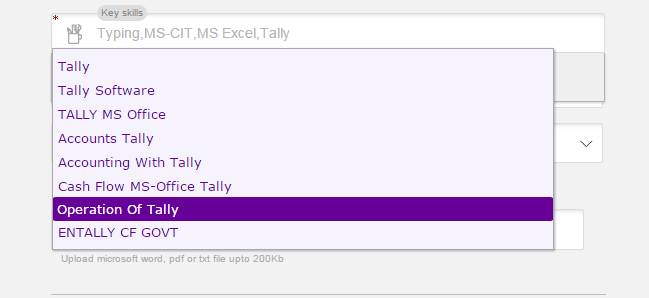 Key skills
*
Typing,MS-CIT,MS Excel,Tally
Tally
Tally Software
TALLY MS Office
Accounts Tally
Accounting With Tally
Cash Flow MS-Office Tally
Operation Of Tally
ENTALLY CF GOVT
Upload microsoft word, pdf or txt file upto 200Kb